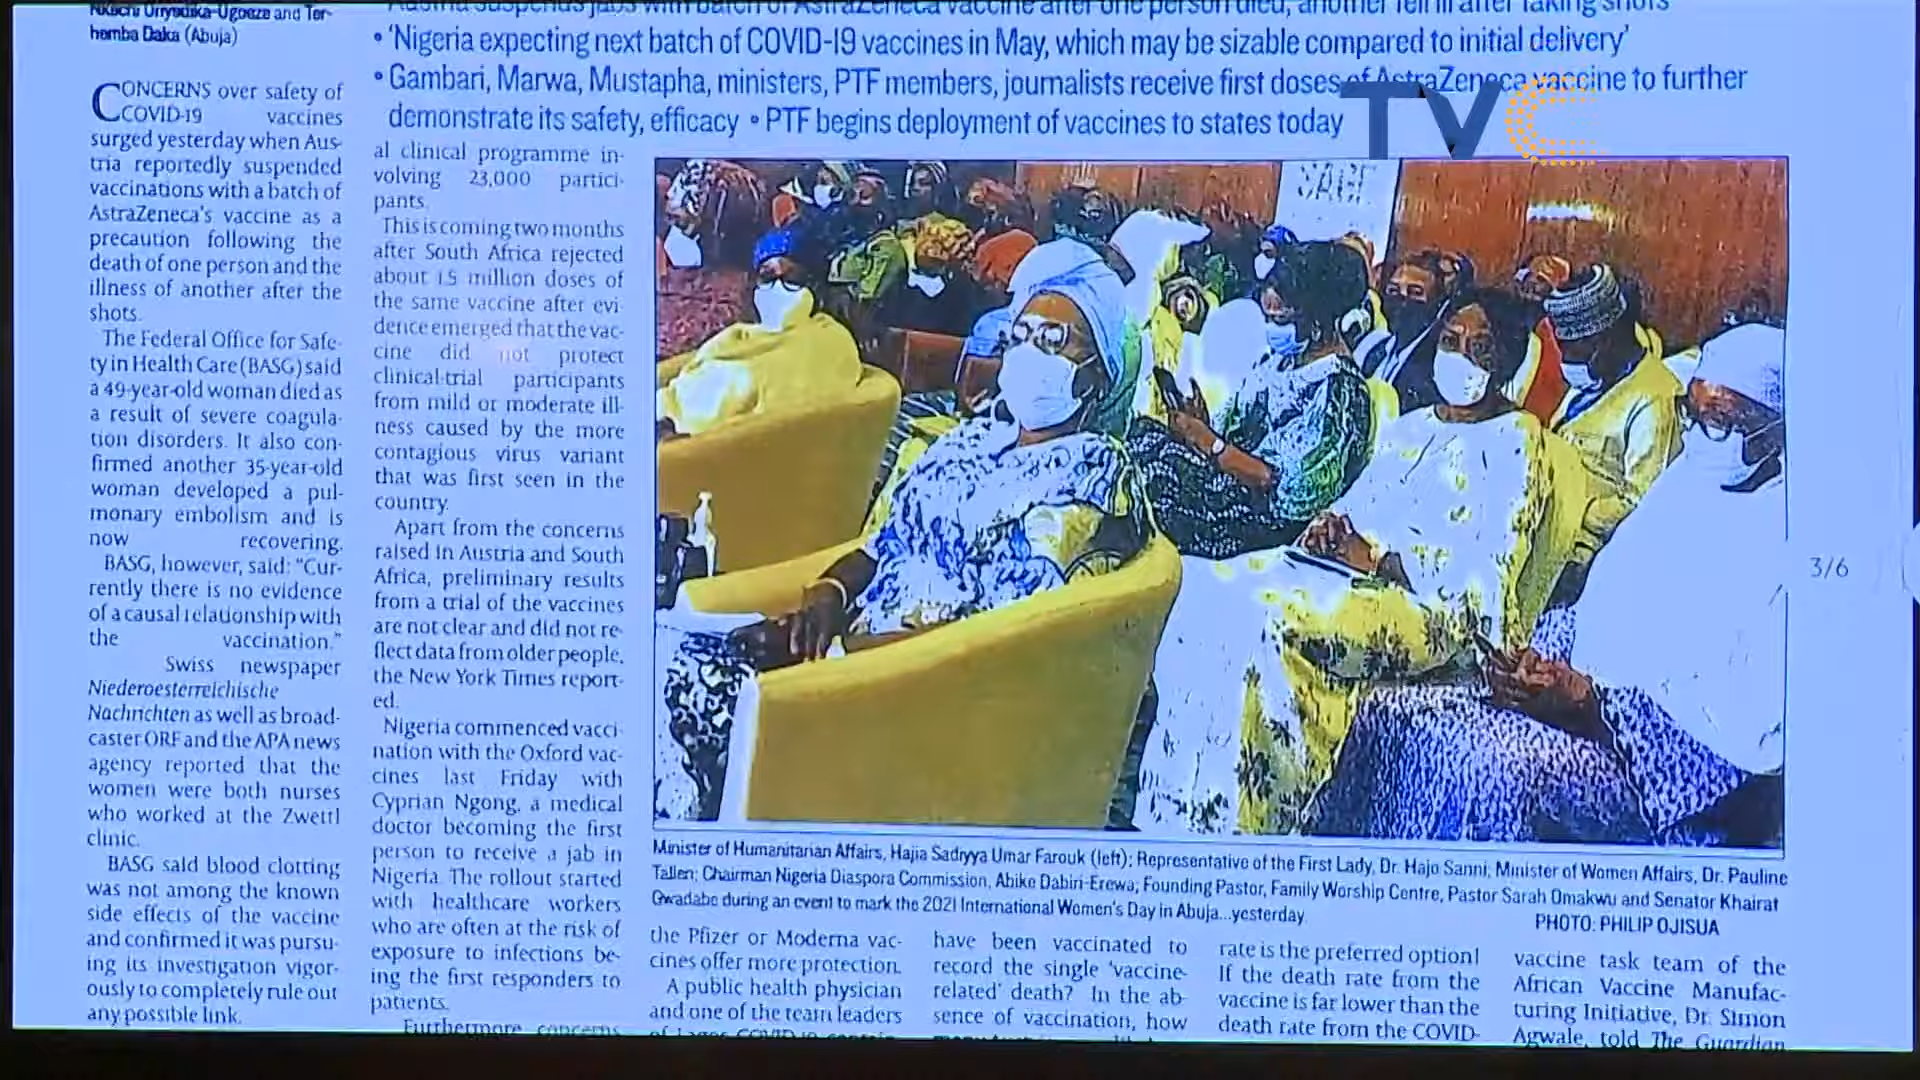 Nkechi Onyedika-Ugoeze and Ter-
hemba Daka (Abuja)
Austria suspends jabs with batch of AstraZeneca vaccine after one person died, another fell ill after taking shots
• 'Nigeria expecting next batch of COVID-19 vaccines in May, which may be sizable compared to initial delivery'
• Gambari, Marwa, Mustapha, ministers, PTF members, journalists receive first doses of AstraZeneca vaccine to further
demonstrate its safety, efficacy • PTF begins deployment of vaccines to states today
TVC
CONCERNS over safety of
COVID-19 vaccines
surged yesterday when Aus-
tria reportedly suspended
vaccinations with a batch of
AstraZeneca's vaccine as a
precaution following the
death of one person and the
illness of another after the
shots.
The Federal Office for Safe-
ty in Health Care (BASG) said
a 49-year-old woman died as
a result of severe coagula-
tion disorders. It also con-
firmed another 35-year-old
woman developed a pul-
monary embolism and is
now recovering.
BASG, however, said: "Cur-
rently there is no evidence
of a causal relationship with
the vaccination."
Swiss newspaper
Niederoesterreichische
Nachrichten as well as broad-
caster ORF and the APA news
agency reported that the
women were both nurses
who worked at the Zwettl
clinic.
BASG said blood clotting
was not among the known
side effects of the vaccine
and confirmed it was pursu-
ing its investigation vigor-
ously to completely rule out
any possible link.
al clinical programme in-
volving 23,000 partici-
pants.
This is coming two months
after South Africa rejected
about 1.5 million doses of
the same vaccine after evi-
dence emerged that the vac-
cine did not protect
clinical-trial participants
from mild or moderate ill-
ness caused by the more
contagious virus variant
that was first seen in the
country.
Apart from the concerns
raised in Austria and South
Africa, preliminary results
from a trial of the vaccines
are not clear and did not re-
flect data from older people,
the New York Times report-
ed.
Nigeria commenced vacci-
nation with the Oxford vac-
cines last Friday with
Cyprian Ngong, a medical
doctor becoming the first
person to receive a jab in
Nigeria. The rollout started
with healthcare workers
who are often at the risk of
exposure to infections be-
ing the first responders to
patients.
Furthermore, concerns
3/6
Minister of Humanitarian Affairs, Hajia Sadiyya Umar Farouk (left); Representative of the First Lady, Dr. Hajo Sanni; Minister of Women Affairs, Dr. Pauline
Tallen; Chairman Nigeria Diaspora Commission, Abike Dabiri-Erewa; Founding Pastor, Family Worship Centre, Pastor Sarah Omakwu and Senator Khairat
Gwadabe during an event to mark the 2021 International Women's Day in Abuja...yesterday.
PHOTO: PHILIP OJISUA
the Pfizer or Moderna vac-
cines offer more protection.
A public health physician
and one of the team leaders
of Lagos COVID-19
have been vaccinated to
record the single 'vaccine-
related' death? In the ab-
sence of vaccination, how
rate is the preferred option!
If the death rate from the
vaccine is far lower than the
death rate from the COVID-
vaccine task team of the
African Vaccine Manufac-
turing Initiative, Dr. Simon
Agwale, told The Guardian